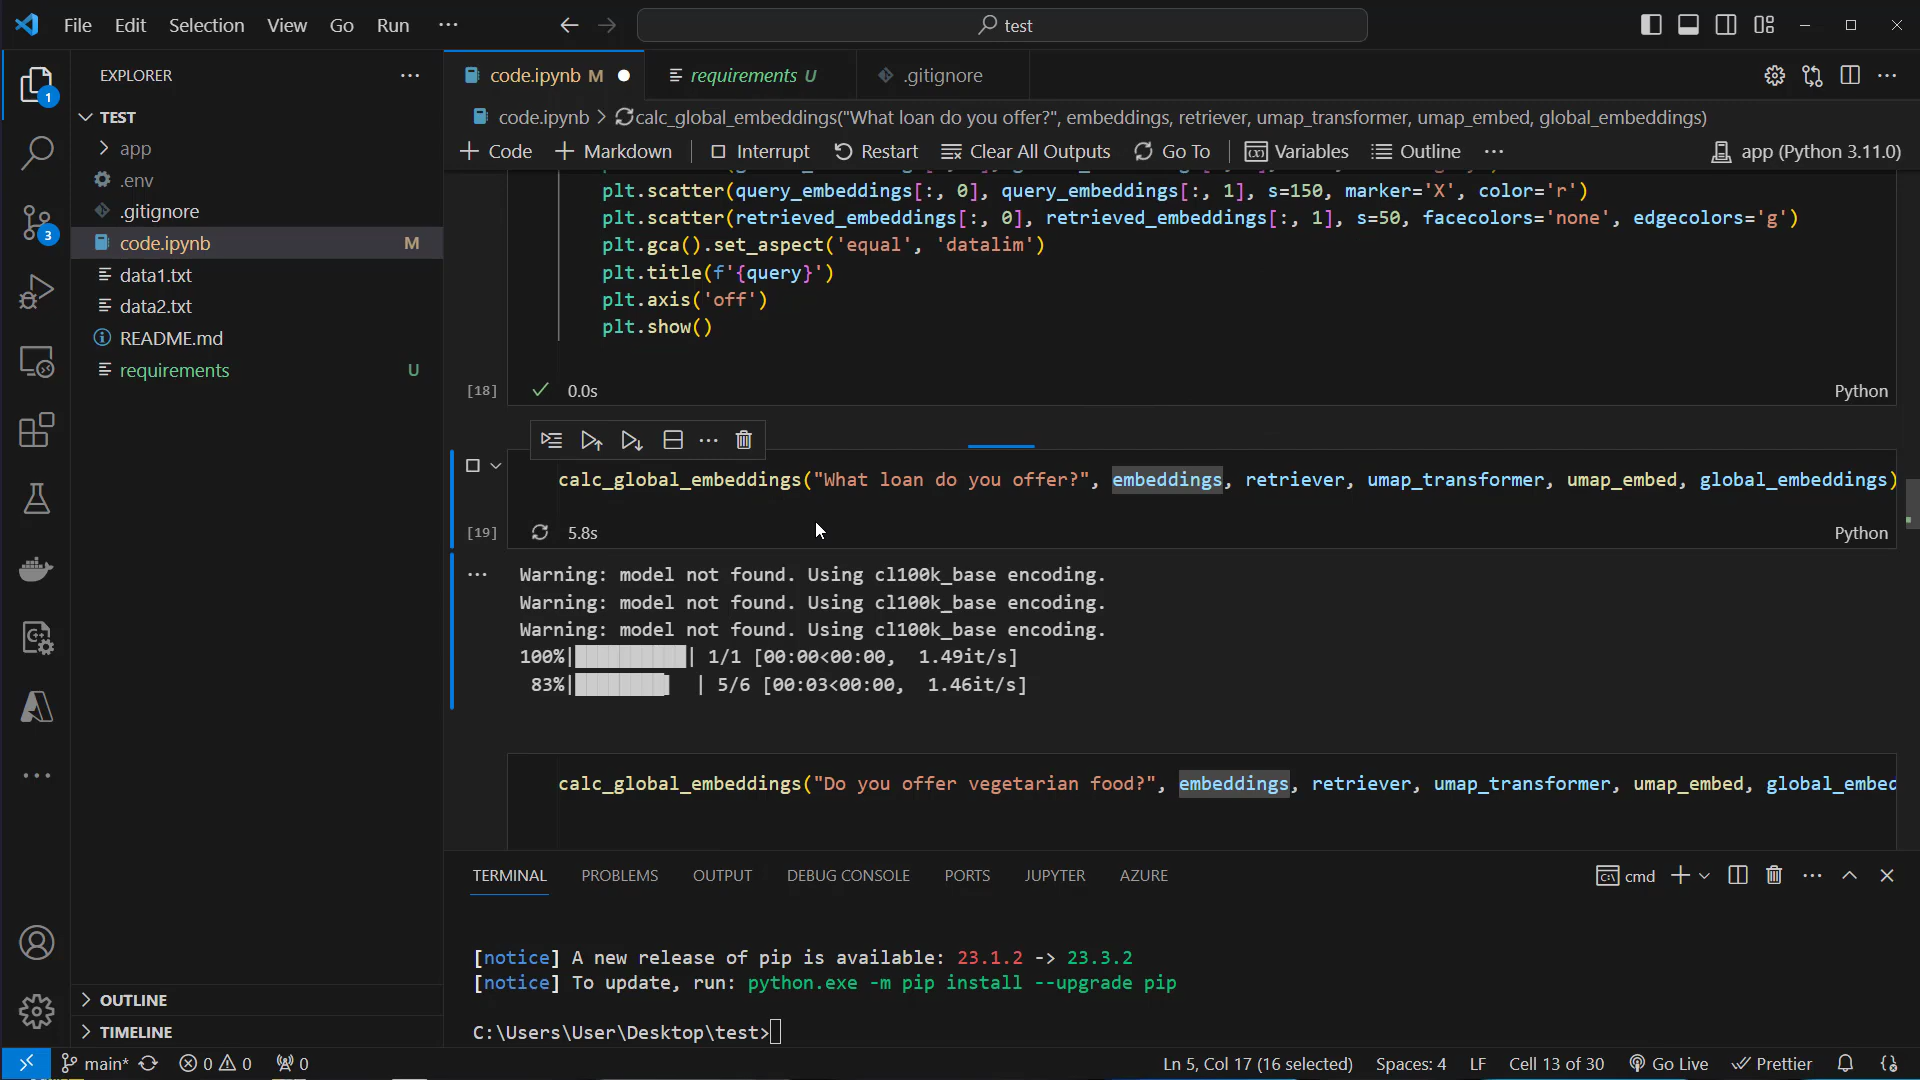 File Edit Selection View Go Run ··· test
EXPLORER
TEST
app
.env
.gitignore
code.ipynb M
data1.txt
data2.txt
README.md
requirements U
OUTLINE
TIMELINE
code.ipynb M requirements U .gitignore
code.ipynb > calc_global_embeddings("What loan do you offer?", embeddings, retriever, umap_transformer, umap_embed, global_embeddings)
+ Code + Markdown Interrupt Restart Clear All Outputs Go To Variables Outline ··· app (Python 3.11.0)
plt.scatter(query_embeddings[:, 0], query_embeddings[:, 1], s=150, marker='X', color='r')
plt.scatter(retrieved_embeddings[:, 0], retrieved_embeddings[:, 1], s=50, facecolors='none', edgecolors='g')
plt.gca().set_aspect('equal', 'datalim')
plt.title(f'{query}')
plt.axis('off')
plt.show()
[18] 0.0s Python
calc_global_embeddings("What loan do you offer?", embeddings, retriever, umap_transformer, umap_embed, global_embeddings)
[19] 5.8s Python
Warning: model not found. Using cl100k_base encoding.
Warning: model not found. Using cl100k_base encoding.
Warning: model not found. Using cl100k_base encoding.
100%|██████████| 1/1 [00:00<00:00, 1.49it/s]
83%|████████▎ | 5/6 [00:03<00:00, 1.46it/s]
calc_global_embeddings("Do you offer vegetarian food?", embeddings, retriever, umap_transformer, umap_embed, global_embed
TERMINAL PROBLEMS OUTPUT DEBUG CONSOLE PORTS JUPYTER AZURE cmd
[notice] A new release of pip is available: 23.1.2 -> 23.3.2
[notice] To update, run: python.exe -m pip install --upgrade pip
C:\Users\User\Desktop\test>
main* 0 0 0 Ln 5, Col 17 (16 selected) Spaces: 4 LF Cell 13 of 30 Go Live Prettier
1
3